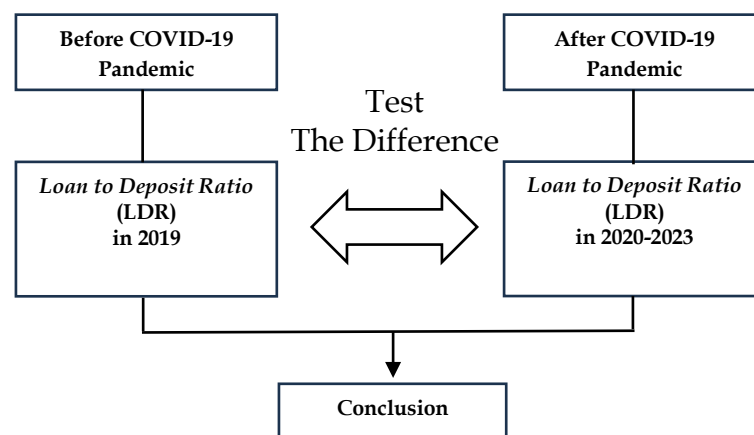 Before COVID-19
Pandemic
After COVID-19
Pandemic
Test
The Difference
Loan to Deposit Ratio
(LDR)
in 2019
Loan to Deposit Ratio
(LDR)
in 2020-2023
Conclusion